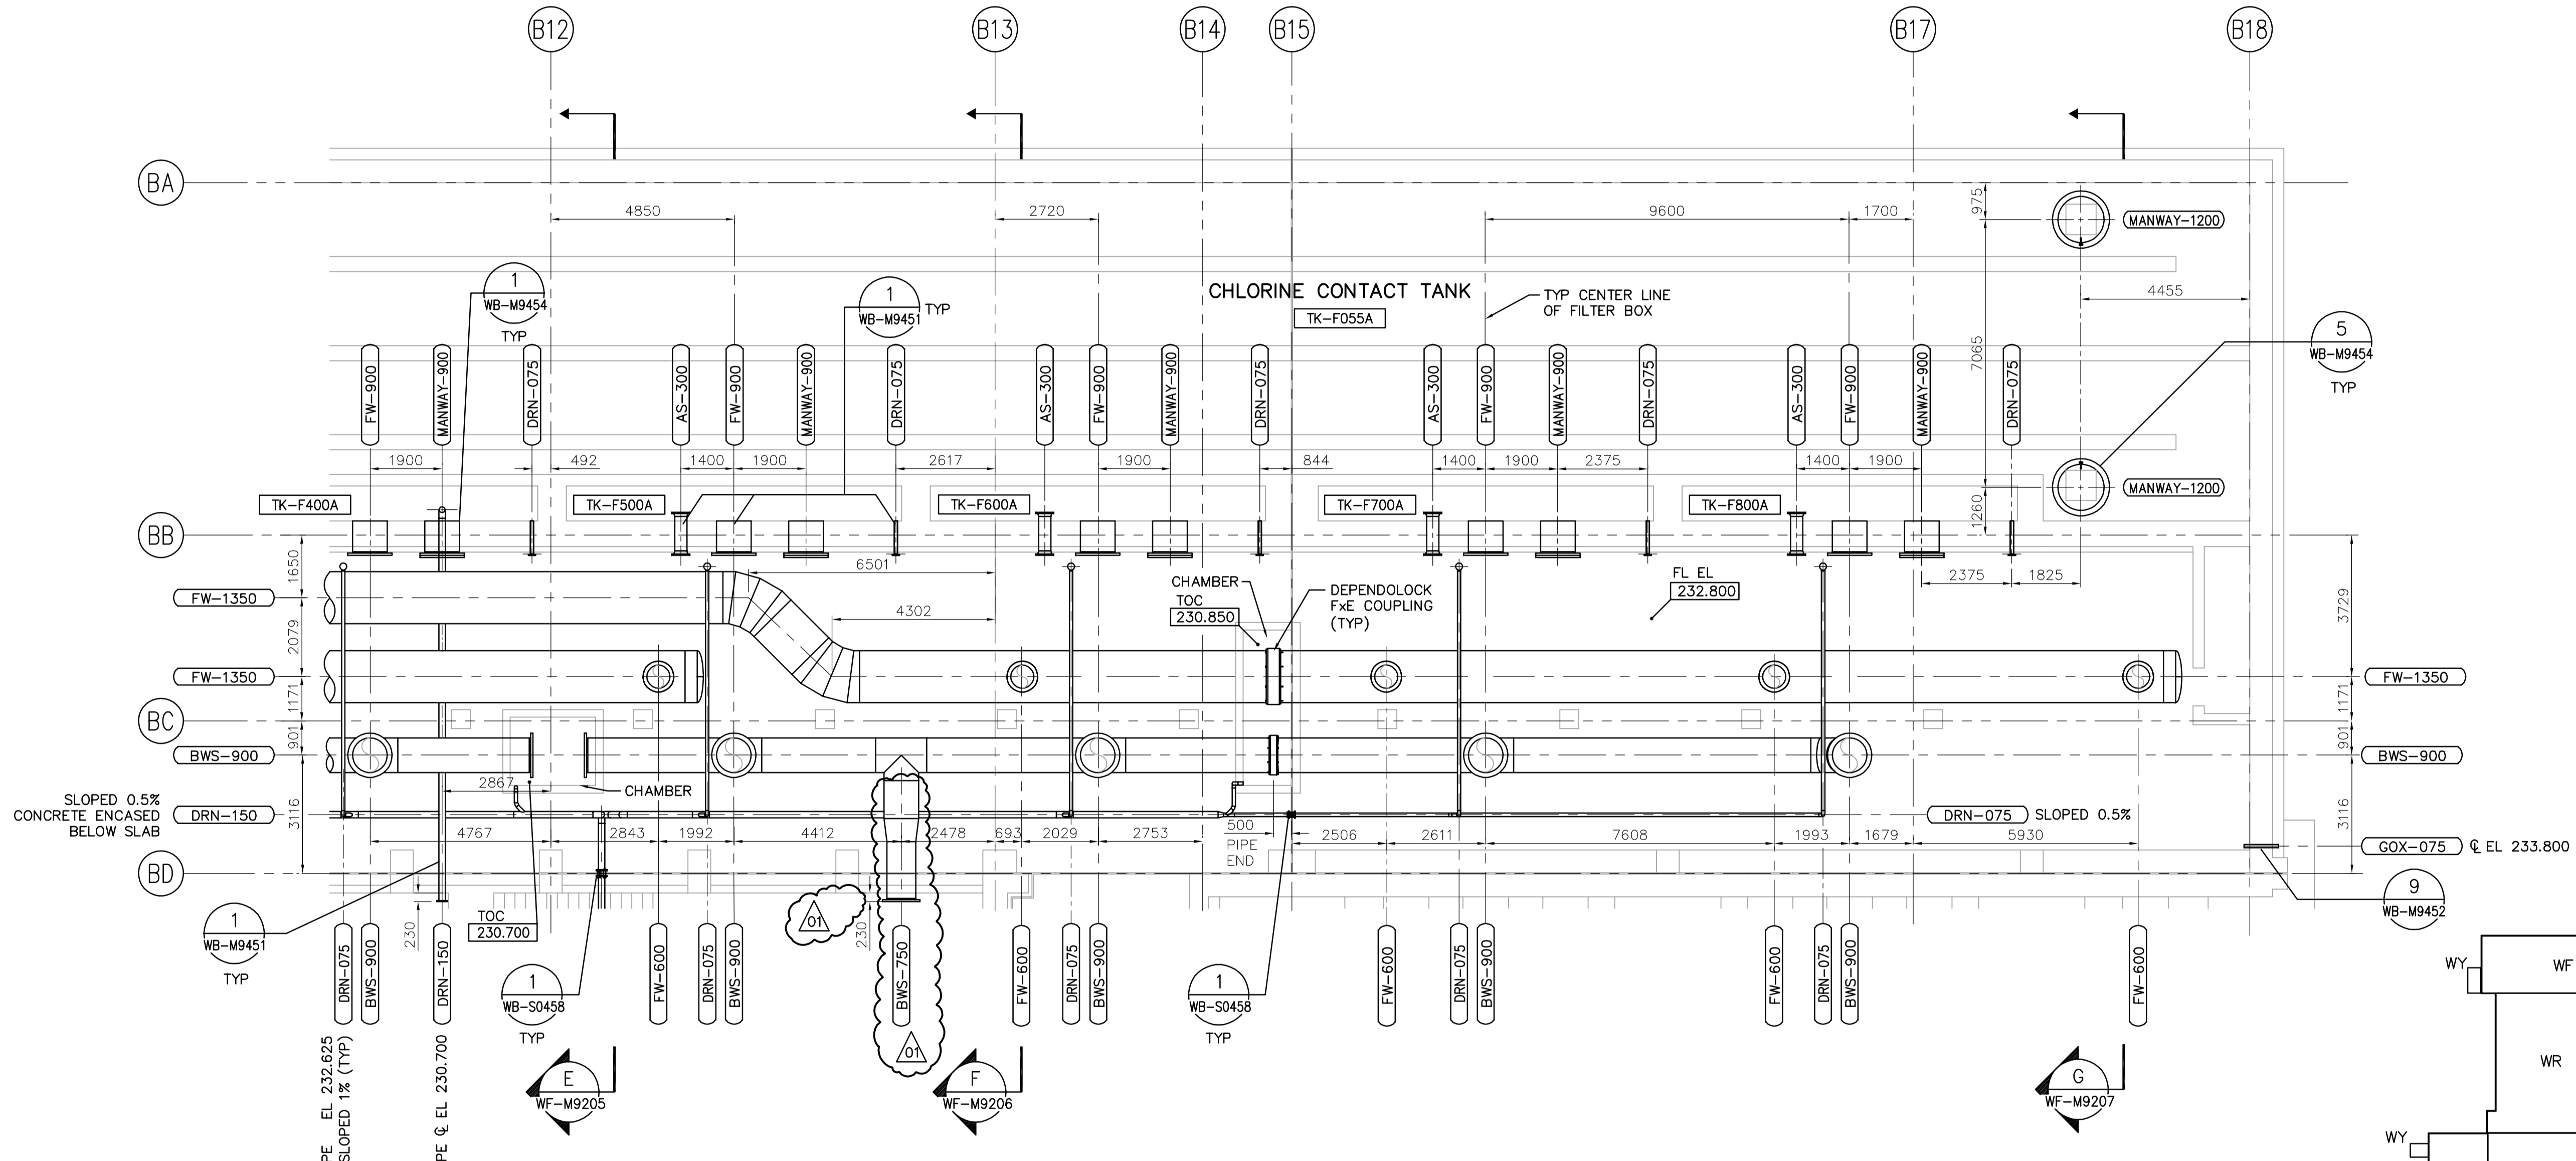 B12
B13
B14
B15
B17
B18
BA
4850
2720
9600
1700
975
MANWAY-1200
1
WB-M9454
TYP
1
WB-M9451
TYP
CHLORINE CONTACT TANK
TK-F055A
TYP CENTER LINE
OF FILTER BOX
4455
7065
5
WB-M9454
TYP
FW-900
MANWAY-900
DRN-075
AS-300
FW-900
MANWAY-900
DRN-075
AS-300
FW-900
MANWAY-900
DRN-075
AS-300
FW-900
MANWAY-900
DRN-075
AS-300
FW-900
MANWAY-900
DRN-075
1900
492
1400
1900
2617
1900
844
1400
1900
2375
1400
1900
MANWAY-1200
TK-F400A
TK-F500A
TK-F600A
TK-F700A
TK-F800A
1260
BB
1650
6501
CHAMBER
TOC
230.850
DEPENDOLOCK
FxE COUPLING
(TYP)
FL EL
232.800
2375
1825
FW-1350
4302
3729
2079
FW-1350
FW-1350
1171
1171
BC
901
901
BWS-900
BWS-900
2867
CHAMBER
SLOPED 0.5%
CONCRETE ENCASED
BELOW SLAB
DRN-150
3116
DRN-075
SLOPED 0.5%
3116
4767
2843
1992
4412
2478
693
2029
2753
500
PIPE
END
2506
2611
7608
1993
1679
5930
GOX-075
℄ EL 233.800
BD
1
WB-M9451
TYP
230
TOC
230.700
01
230
9
WB-M9452
DRN-075
BWS-900
DRN-150
1
WB-S0458
TYP
FW-600
DRN-075
BWS-900
BWS-750
01
FW-600
DRN-075
BWS-900
1
WB-S0458
TYP
FW-600
DRN-075
BWS-900
FW-600
DRN-075
BWS-900
FW-600
PE EL 232.625
SLOPED 1% (TYP)
PE ℄ EL 230.700
E
WF-M9205
F
WF-M9206
G
WF-M9207
WY
WF
WR
WY